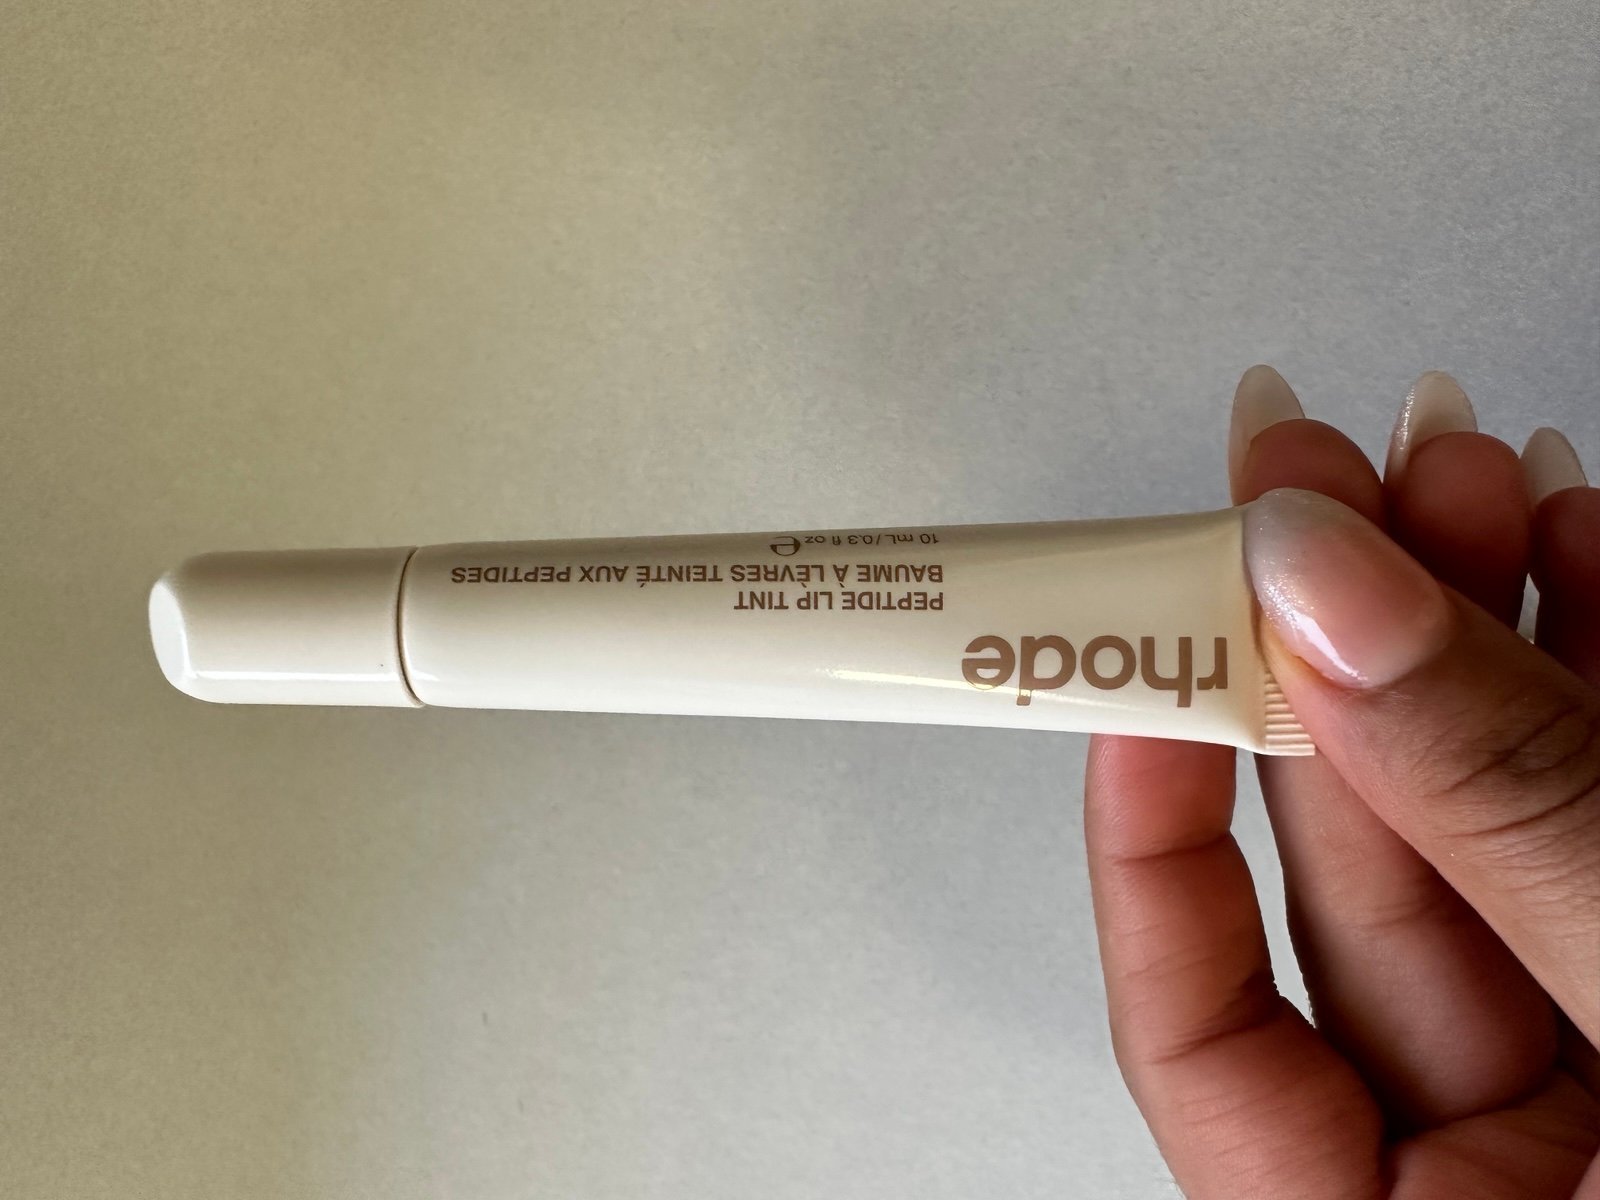 rhode
PEPTIDE LIP TINT
BAUME À LÈVRES TEINTÉ AUX PEPTIDES
10 mL / 0.3 fl oz ℮